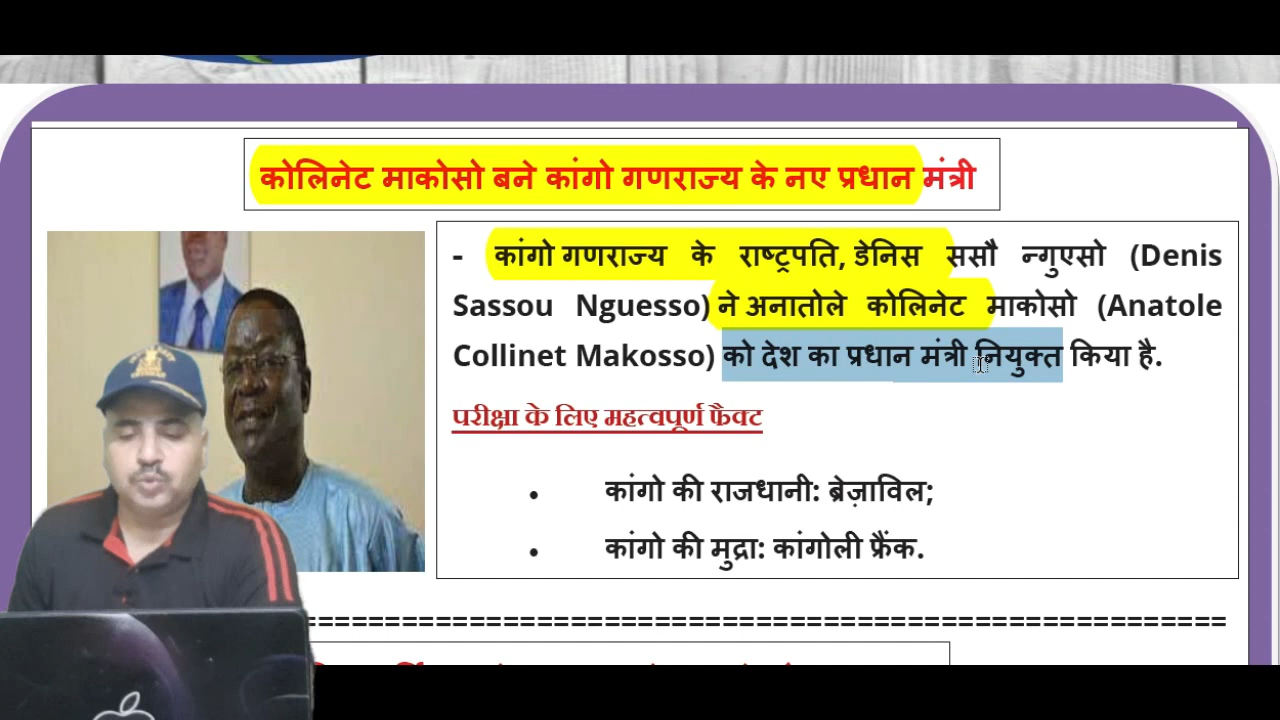 कोलिनेट माकोसो बने कांगो गणराज्य के नए प्रधान मंत्री
- कांगो गणराज्य के राष्ट्रपति, डेनिस ससौ न्गुएसो (Denis
Sassou Nguesso) ने अनातोले कोलिनेट माकोसो (Anatole
Collinet Makosso) को देश का प्रधान मंत्री नियुक्त किया है.
परीक्षा के लिए महत्वपूर्ण फैक्ट
• कांगो की राजधानी: ब्रेज़ाविल;
• कांगो की मुद्रा: कांगोली फ्रैंक.